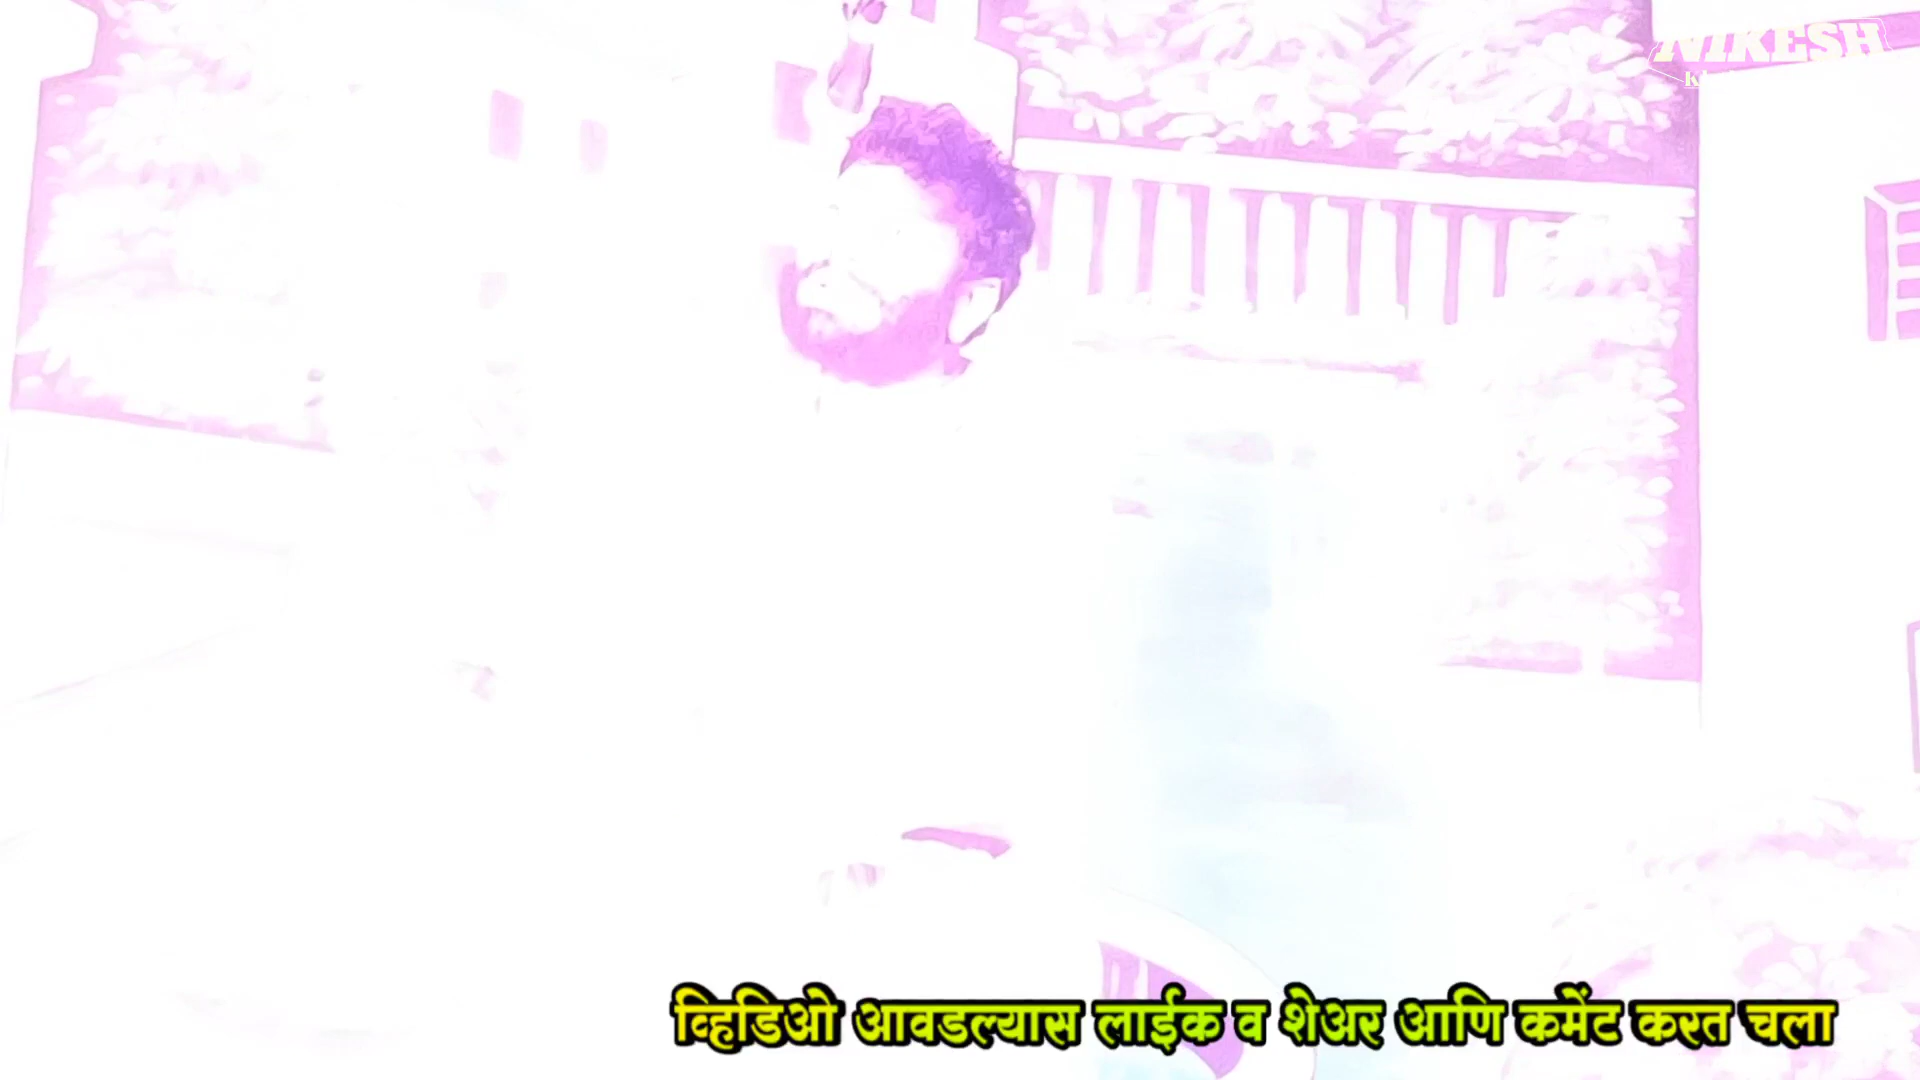 NIKESH
व्हिडिओ आवडल्यास लाईक व शेअर आणि कमेंट करत चला